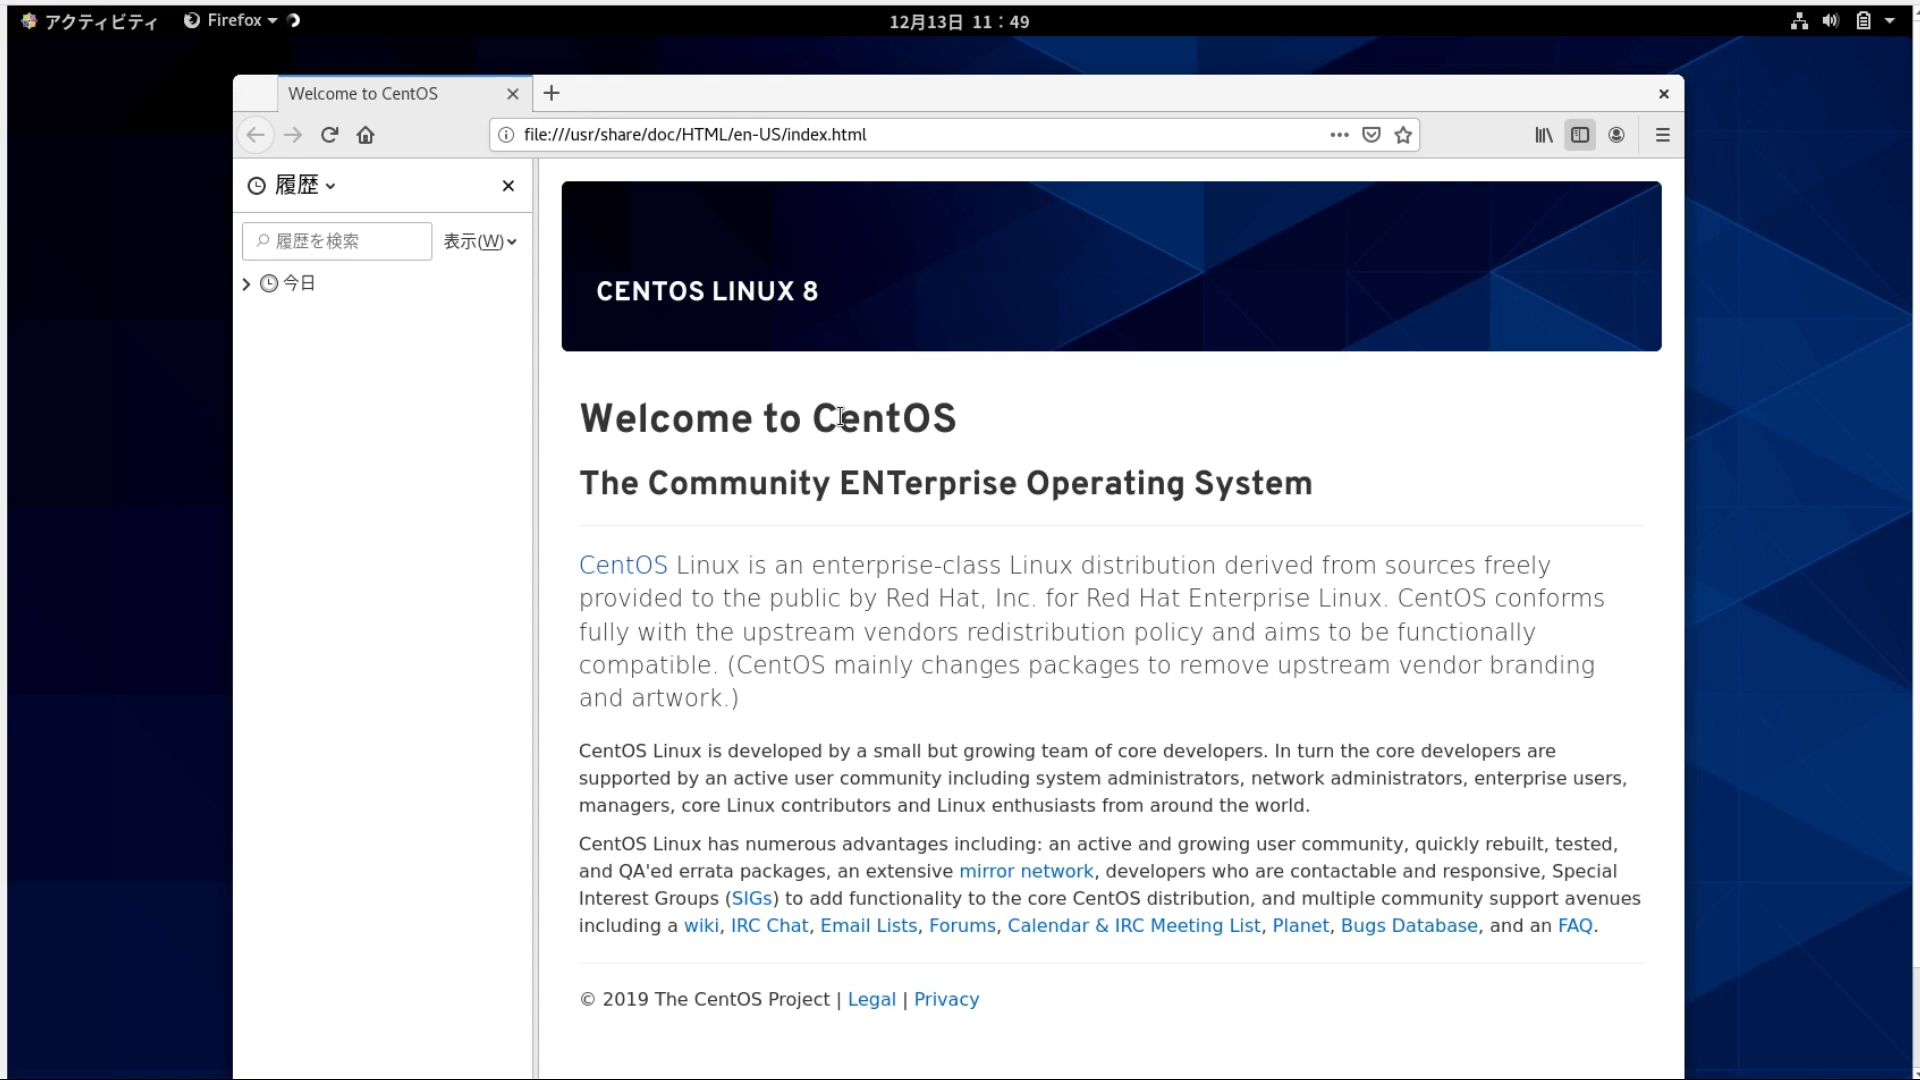 アクティビティ Firefox 12月13日 11：49
Welcome to CentOS
file:///usr/share/doc/HTML/en-US/index.html
履歴
履歴を検索 表示(W)
今日
CENTOS LINUX 8
Welcome to CentOS
The Community ENTerprise Operating System
CentOS Linux is an enterprise-class Linux distribution derived from sources freely
provided to the public by Red Hat, Inc. for Red Hat Enterprise Linux. CentOS conforms
fully with the upstream vendors redistribution policy and aims to be functionally
compatible. (CentOS mainly changes packages to remove upstream vendor branding
and artwork.)
CentOS Linux is developed by a small but growing team of core developers. In turn the core developers are
supported by an active user community including system administrators, network administrators, enterprise users,
managers, core Linux contributors and Linux enthusiasts from around the world.
CentOS Linux has numerous advantages including: an active and growing user community, quickly rebuilt, tested,
and QA'ed errata packages, an extensive mirror network, developers who are contactable and responsive, Special
Interest Groups (SIGs) to add functionality to the core CentOS distribution, and multiple community support avenues
including a wiki, IRC Chat, Email Lists, Forums, Calendar & IRC Meeting List, Planet, Bugs Database, and an FAQ.
© 2019 The CentOS Project | Legal | Privacy